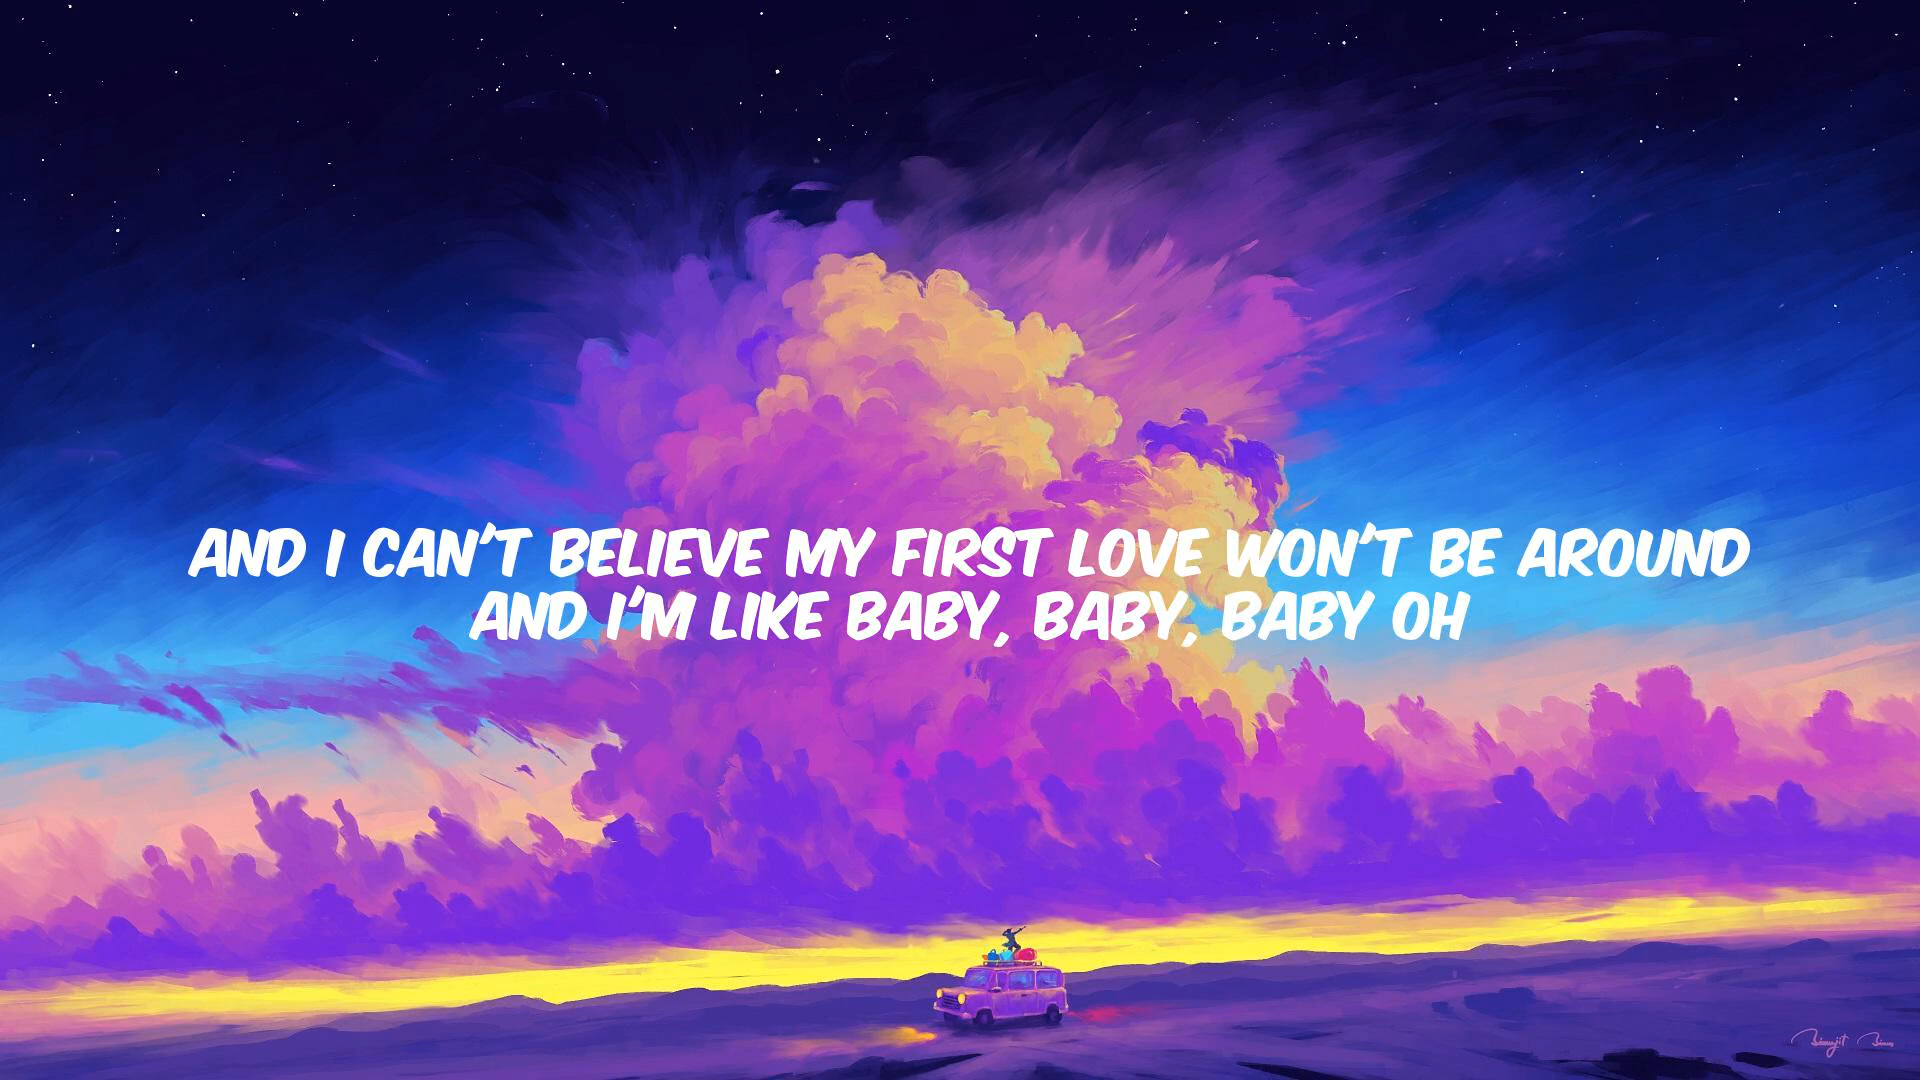 AND I CAN'T BELIEVE MY FIRST LOVE WON'T BE AROUND
AND I'M LIKE BABY, BABY, BABY OH